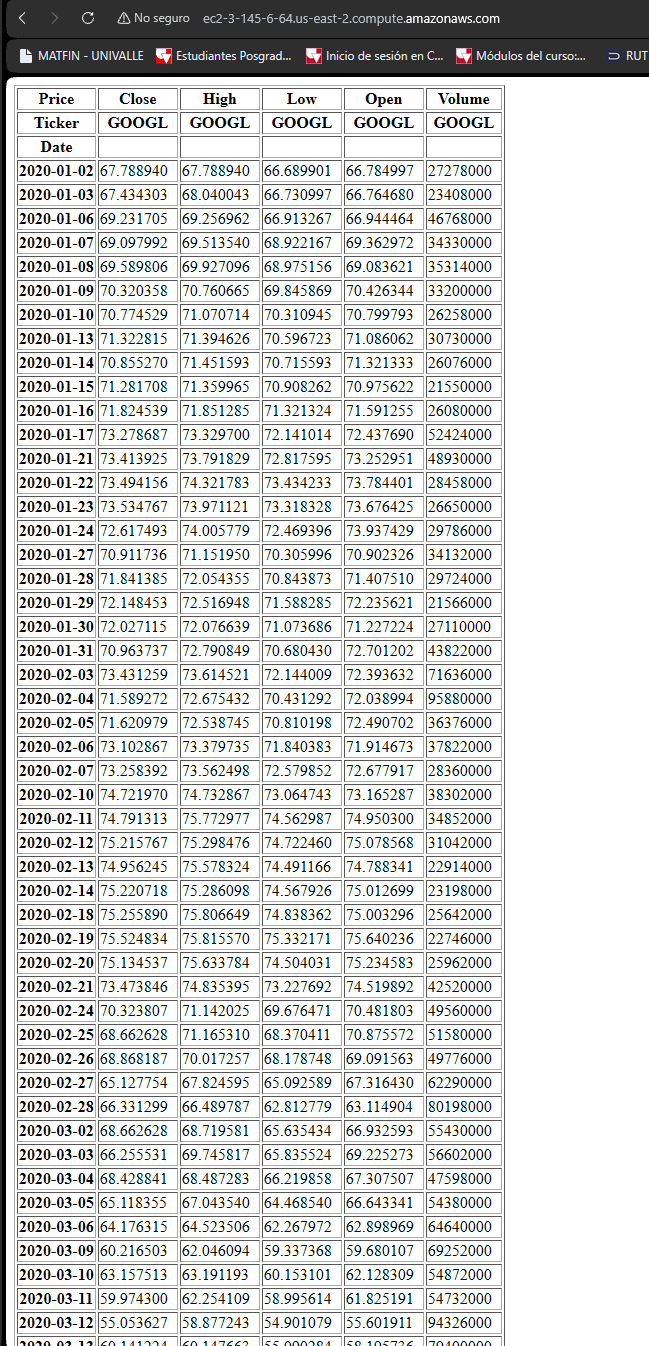 No seguro ec2-3-145-6-64.us-east-2.compute.amazonaws.com
MATFIN - UNIVALLE Estudiantes Posgrad... Inicio de sesión en C... Módulos del curso:... RUT
Price Close High Low Open Volume
Ticker GOOGL GOOGL GOOGL GOOGL GOOGL
Date
2020-01-02 67.788940 67.788940 66.689901 66.784997 27278000
2020-01-03 67.434303 68.040043 66.730997 66.764680 23408000
2020-01-06 69.231705 69.256962 66.913267 66.944464 46768000
2020-01-07 69.097992 69.513540 68.922167 69.362972 34330000
2020-01-08 69.589806 69.927096 68.975156 69.083621 35314000
2020-01-09 70.320358 70.760665 69.845869 70.426344 33200000
2020-01-10 70.774529 71.070714 70.310945 70.799793 26258000
2020-01-13 71.322815 71.394626 70.596723 71.086062 30730000
2020-01-14 70.855270 71.451593 70.715593 71.321333 26076000
2020-01-15 71.281708 71.359965 70.908262 70.975622 21550000
2020-01-16 71.824539 71.851285 71.321324 71.591255 26080000
2020-01-17 73.278687 73.329700 72.141014 72.437690 52424000
2020-01-21 73.413925 73.791829 72.817595 73.252951 48930000
2020-01-22 73.494156 74.321783 73.434233 73.784401 28458000
2020-01-23 73.534767 73.971121 73.318328 73.676425 26650000
2020-01-24 72.617493 74.005779 72.469396 73.937429 29786000
2020-01-27 70.911736 71.151950 70.305996 70.902326 34132000
2020-01-28 71.841385 72.054355 70.843873 71.407510 29724000
2020-01-29 72.148453 72.516948 71.588285 72.235621 21566000
2020-01-30 72.027115 72.076639 71.073686 71.227224 27110000
2020-01-31 70.963737 72.790849 70.680430 72.701202 43822000
2020-02-03 73.431259 73.614521 72.144009 72.393632 71636000
2020-02-04 71.589272 72.675432 70.431292 72.038994 95880000
2020-02-05 71.620979 72.538745 70.810198 72.490702 36376000
2020-02-06 73.102867 73.379735 71.840383 71.914673 37822000
2020-02-07 73.258392 73.562498 72.579852 72.677917 28360000
2020-02-10 74.721970 74.732867 73.064743 73.165287 38302000
2020-02-11 74.791313 75.772977 74.562987 74.950300 34852000
2020-02-12 75.215767 75.298476 74.722460 75.078568 31042000
2020-02-13 74.956245 75.578324 74.491166 74.788341 22914000
2020-02-14 75.220718 75.286098 74.567926 75.012699 23198000
2020-02-18 75.255890 75.806649 74.838362 75.003296 25642000
2020-02-19 75.524834 75.815570 75.332171 75.640236 22746000
2020-02-20 75.134537 75.633784 74.504031 75.234583 25962000
2020-02-21 73.473846 74.835395 73.227692 74.519892 42520000
2020-02-24 70.323807 71.142025 69.676471 70.481803 49560000
2020-02-25 68.662628 71.165310 68.370411 70.875572 51580000
2020-02-26 68.868187 70.017257 68.178748 69.091563 49776000
2020-02-27 65.127754 67.824595 65.092589 67.316430 62290000
2020-02-28 66.331299 66.489787 62.812779 63.114904 80198000
2020-03-02 68.662628 68.719581 65.635434 66.932593 55430000
2020-03-03 66.255531 69.745817 65.835524 69.225273 56602000
2020-03-04 68.428841 68.487283 66.219858 67.307507 47598000
2020-03-05 65.118355 67.043540 64.468540 66.643341 54380000
2020-03-06 64.176315 64.523506 62.267972 62.898969 64640000
2020-03-09 60.216503 62.046094 59.337368 59.680107 69252000
2020-03-10 63.157513 63.191193 60.153101 62.128309 54872000
2020-03-11 59.974300 62.254109 58.995614 61.825191 54732000
2020-03-12 55.053627 58.877243 54.901079 55.601911 94326000